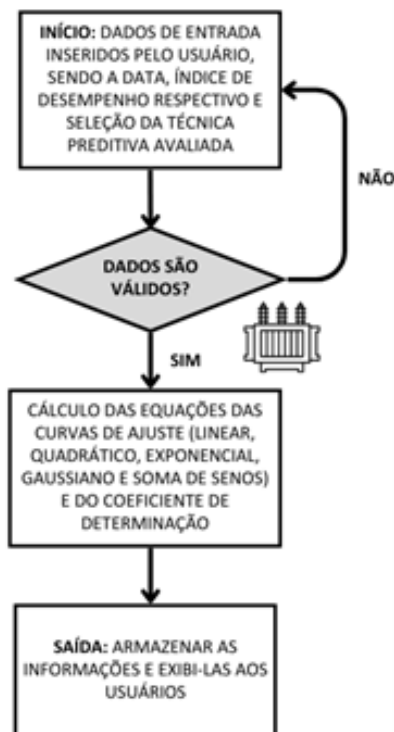 INÍCIO: DADOS DE ENTRADA
INSERIDOS PELO USUÁRIO,
SENDO A DATA, ÍNDICE DE
DESEMPENHO RESPECTIVO E
SELEÇÃO DA TÉCNICA
PREDITIVA AVALIADA
NÃO
DADOS SÃO
VÁLIDOS?
SIM
CÁLCULO DAS EQUAÇÕES DAS
CURVAS DE AJUSTE (LINEAR,
QUADRÁTICO, EXPONENCIAL,
GAUSSIANO E SOMA DE SENOS)
E DO COEFICIENTE DE
DETERMINAÇÃO
SAÍDA: ARMAZENAR AS
INFORMAÇÕES E EXIBI-LAS AOS
USUÁRIOS